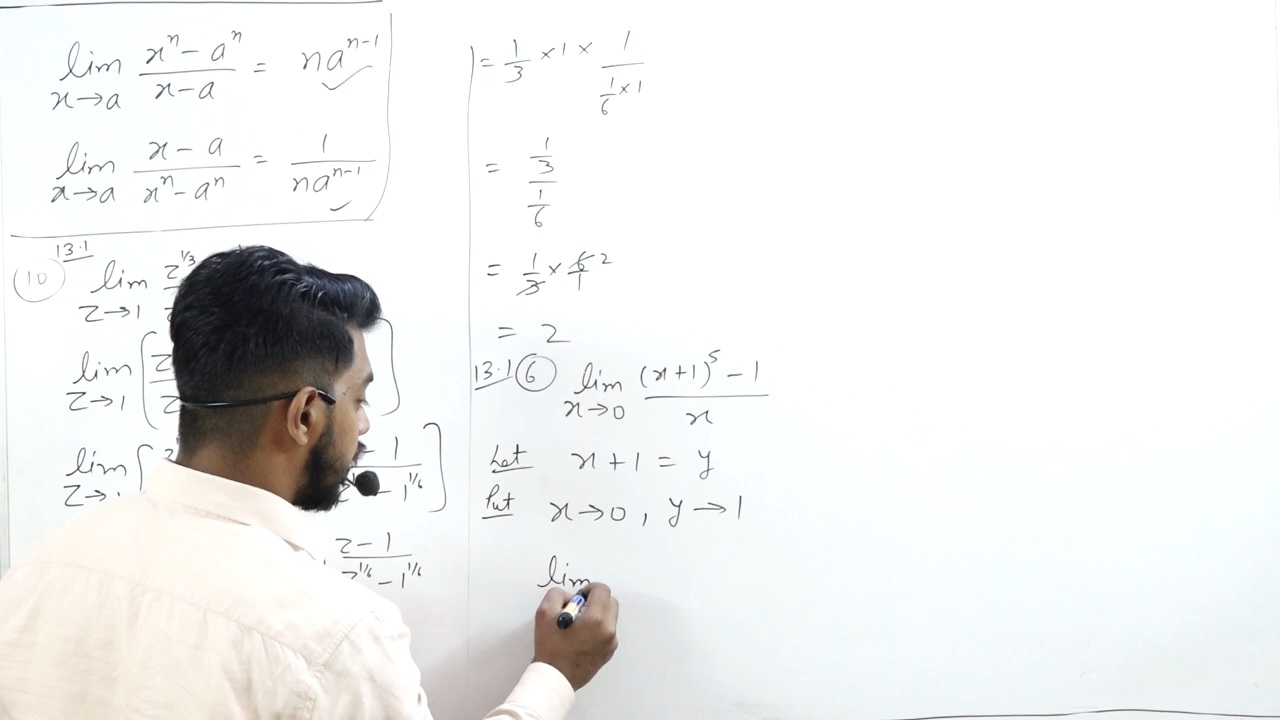 lim x→a (xⁿ - aⁿ)/(x - a) = naⁿ⁻¹
lim x→a (x - a)/(xⁿ - aⁿ) = 1/(naⁿ⁻¹)
13.1
(10) lim z→1 z^(1/3)
lim z→1
lim z→1 - 1 - 1^(1/6)
(z - 1)/(z^(1/6) - 1^(1/6))
= 1/3 × 1 × 1/(1/6 × 1)
= (1/3)/(1/6)
= 1/3 × 6/1 2
= 2
13.1 (6) lim x→0 ((x+1)⁵ - 1)/x
Let x + 1 = y
Put x→0, y→1
lim